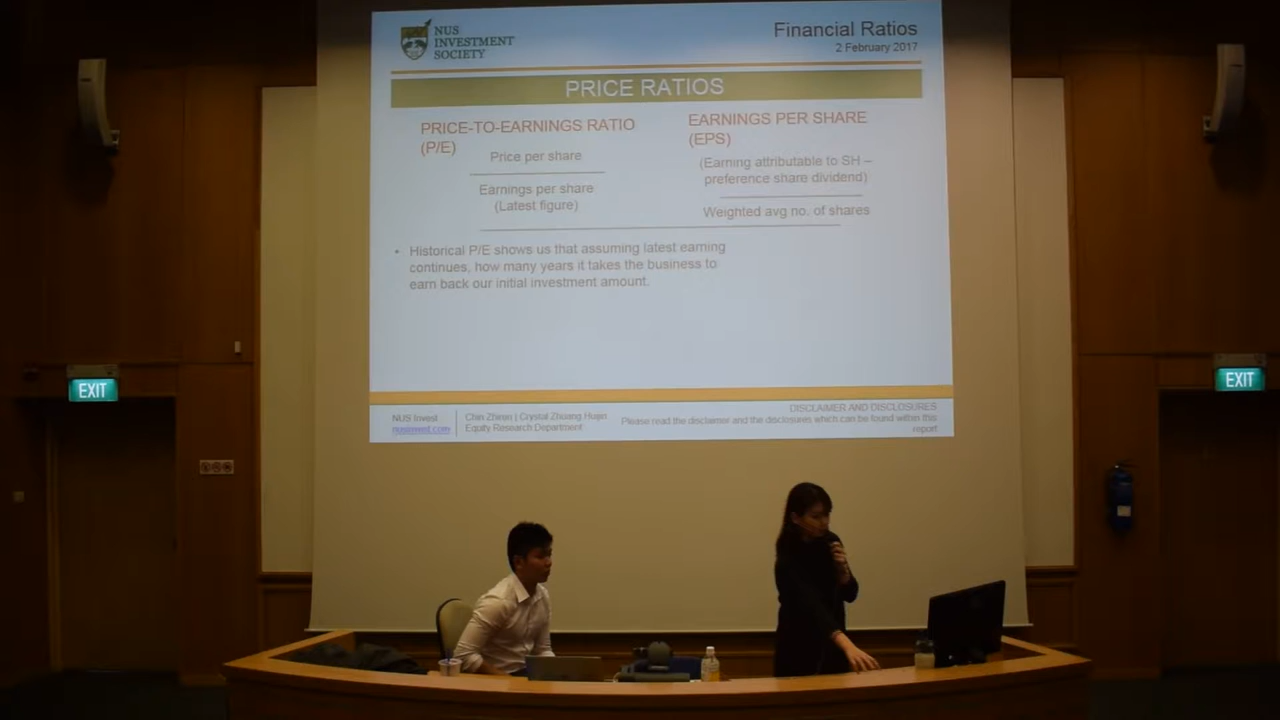 NUS
INVESTMENT
SOCIETY
Financial Ratios
2 February 2017
PRICE RATIOS
PRICE-TO-EARNINGS RATIO
(P/E)
Price per share
Earnings per share
(Latest figure)
EARNINGS PER SHARE
(EPS)
(Earning attributable to SH –
preference share dividend)
Weighted avg no. of shares
• Historical P/E shows us that assuming latest earning
continues, how many years it takes the business to
earn back our initial investment amount.
NUS Invest
nusinvest.com
Chin Zhiren | Crystal Zhuang Huijin
Equity Research Department
DISCLAIMER AND DISCLOSURES
Please read the disclaimer and the disclosures which can be found within this
report
EXIT
EXIT